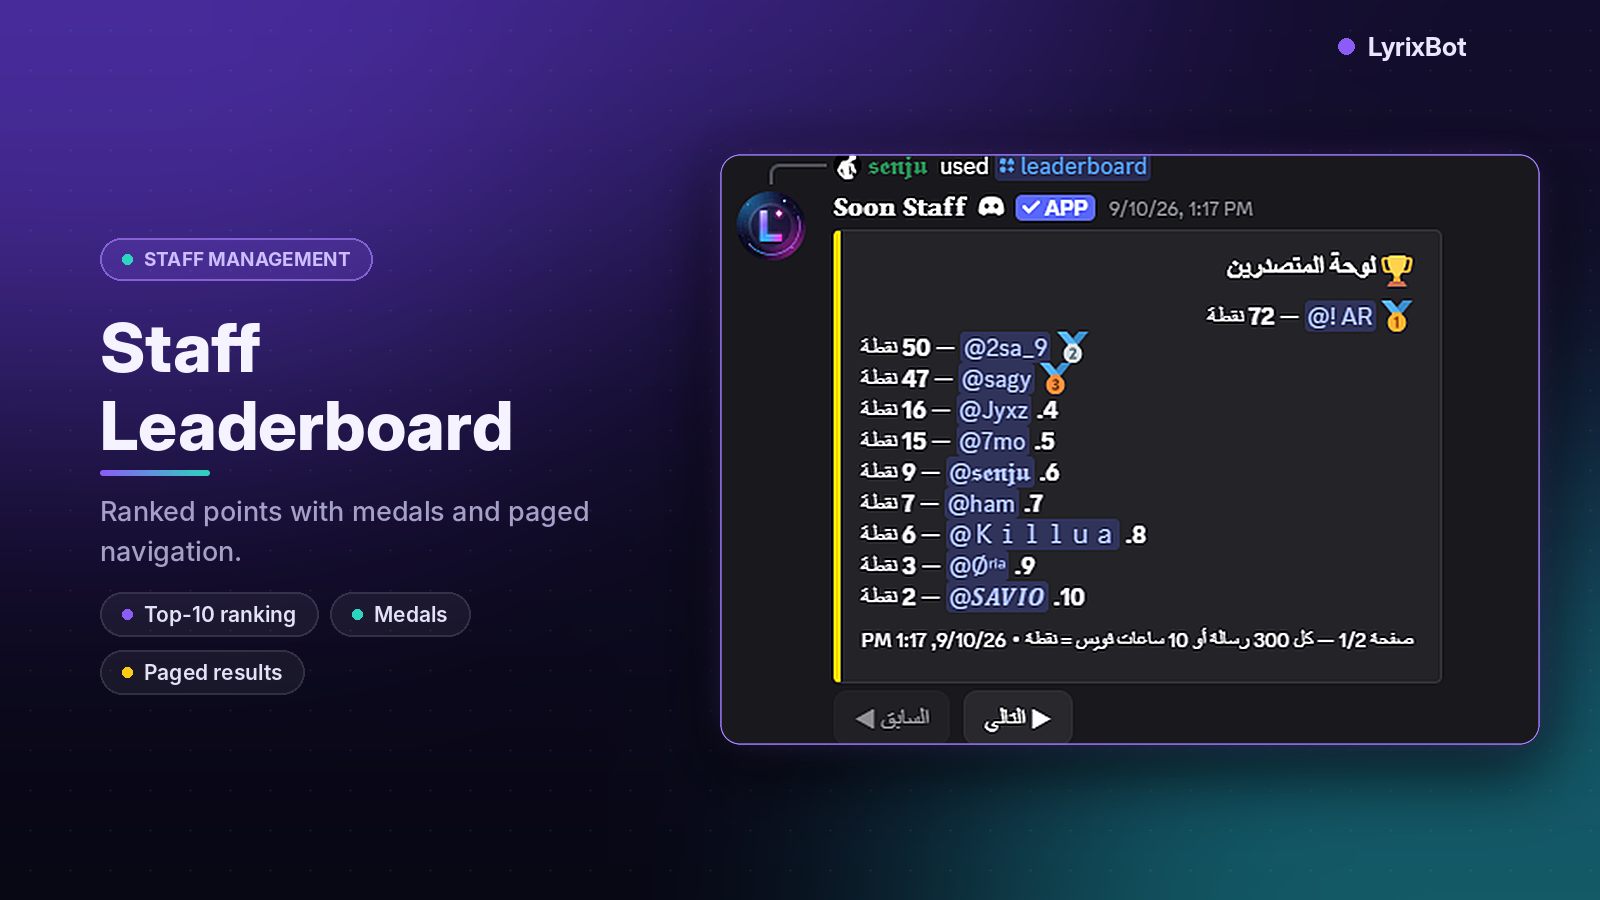 LyrixBot
STAFF MANAGEMENT
Staff
Leaderboard
Ranked points with medals and paged
navigation.
Top-10 ranking
Medals
Paged results
senju used leaderboard
Soon Staff APP 9/10/26, 1:17 PM
🏆 لوحة المتصدرين
🥇 @! AR — 72 نقطة
🥈 @2sa_9 — 50 نقطة
🥉 @sagy — 47 نقطة
4. @Jyxz — 16 نقطة
5. @7mo — 15 نقطة
6. @senju — 9 نقطة
7. @ham — 7 نقطة
8. @K i l l u a — 6 نقطة
9. @Øʳˡᵃ — 3 نقطة
10. @SAVIO — 2 نقطة
صفحة 1/2 — كل 300 رسالة أو 10 ساعات فويس = نقطة • 9/10/26, 1:17 PM
السابق ◀
▶ التالي